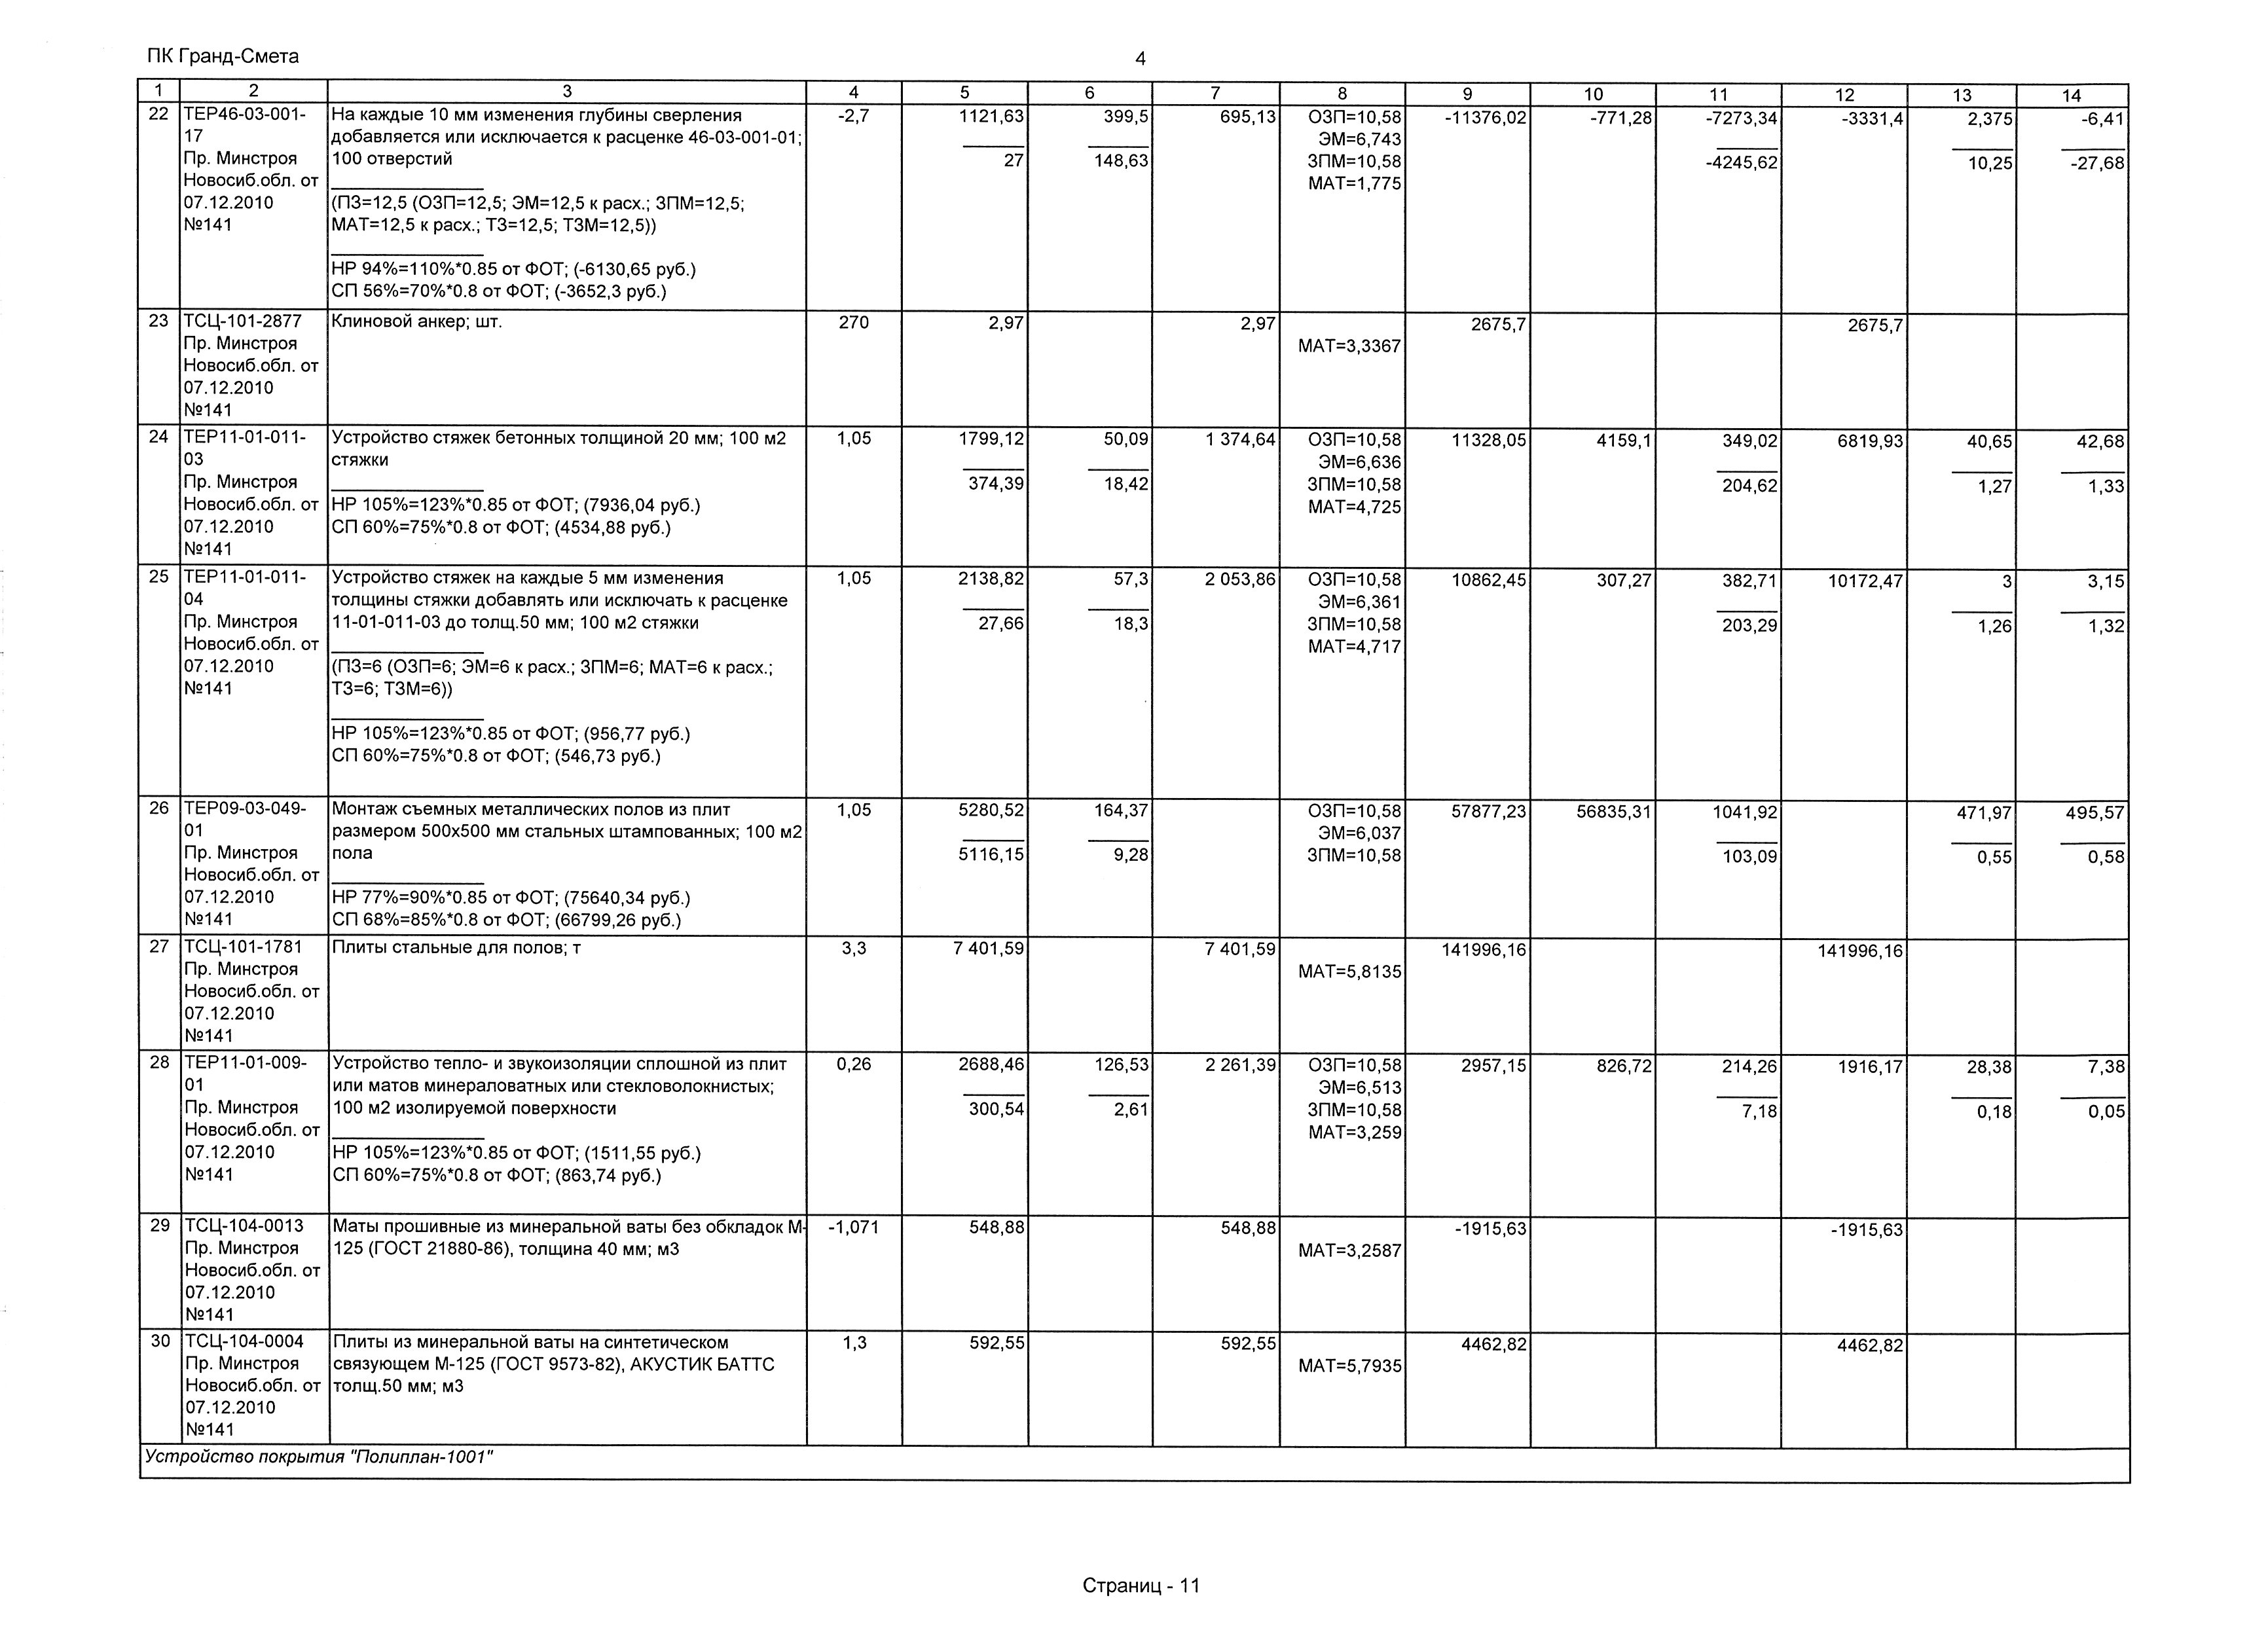 ПК Гранд-Смета
4
1 2 3 4 5 6 7 8 9 10 11 12 13 14
22 ТЕР46-03-001- На каждые 10 мм изменения глубины сверления -2,7 1121,63 399,5 695,13 ОЗП=10,58 -11376,02 -771,28 -7273,34 -3331,4 2,375 -6,41
17 добавляется или исключается к расценке 46-03-001-01; ЭМ=6,743
Пр. Минстроя 100 отверстий 27 148,63 ЗПМ=10,58 -4245,62 10,25 -27,68
Новосиб.обл. от МАТ=1,775
07.12.2010 (ПЗ=12,5 (ОЗП=12,5; ЭМ=12,5 к расх.; ЗПМ=12,5;
№141 МАТ=12,5 к расх.; ТЗ=12,5; ТЗМ=12,5))
НР 94%=110%*0.85 от ФОТ; (-6130,65 руб.)
СП 56%=70%*0.8 от ФОТ; (-3652,3 руб.)
23 ТСЦ-101-2877 Клиновой анкер; шт. 270 2,97 2,97 2675,7 2675,7
Пр. Минстроя МАТ=3,3367
Новосиб.обл. от
07.12.2010
№141
24 ТЕР11-01-011- Устройство стяжек бетонных толщиной 20 мм; 100 м2 1,05 1799,12 50,09 1 374,64 ОЗП=10,58 11328,05 4159,1 349,02 6819,93 40,65 42,68
03 стяжки ЭМ=6,636
Пр. Минстроя 374,39 18,42 ЗПМ=10,58 204,62 1,27 1,33
Новосиб.обл. от НР 105%=123%*0.85 от ФОТ; (7936,04 руб.) МАТ=4,725
07.12.2010 СП 60%=75%*0.8 от ФОТ; (4534,88 руб.)
№141
25 ТЕР11-01-011- Устройство стяжек на каждые 5 мм изменения 1,05 2138,82 57,3 2 053,86 ОЗП=10,58 10862,45 307,27 382,71 10172,47 3 3,15
04 толщины стяжки добавлять или исключать к расценке ЭМ=6,361
Пр. Минстроя 11-01-011-03 до толщ.50 мм; 100 м2 стяжки 27,66 18,3 ЗПМ=10,58 203,29 1,26 1,32
Новосиб.обл. от МАТ=4,717
07.12.2010 (ПЗ=6 (ОЗП=6; ЭМ=6 к расх.; ЗПМ=6; МАТ=6 к расх.;
№141 ТЗ=6; ТЗМ=6))
НР 105%=123%*0.85 от ФОТ; (956,77 руб.)
СП 60%=75%*0.8 от ФОТ; (546,73 руб.)
26 ТЕР09-03-049- Монтаж съемных металлических полов из плит 1,05 5280,52 164,37 ОЗП=10,58 57877,23 56835,31 1041,92 471,97 495,57
01 размером 500х500 мм стальных штампованных; 100 м2 ЭМ=6,037
Пр. Минстроя пола 5116,15 9,28 ЗПМ=10,58 103,09 0,55 0,58
Новосиб.обл. от
07.12.2010 НР 77%=90%*0.85 от ФОТ; (75640,34 руб.)
№141 СП 68%=85%*0.8 от ФОТ; (66799,26 руб.)
27 ТСЦ-101-1781 Плиты стальные для полов; т 3,3 7 401,59 7 401,59 141996,16 141996,16
Пр. Минстроя МАТ=5,8135
Новосиб.обл. от
07.12.2010
№141
28 ТЕР11-01-009- Устройство тепло- и звукоизоляции сплошной из плит 0,26 2688,46 126,53 2 261,39 ОЗП=10,58 2957,15 826,72 214,26 1916,17 28,38 7,38
01 или матов минераловатных или стекловолокнистых; ЭМ=6,513
Пр. Минстроя 100 м2 изолируемой поверхности 300,54 2,61 ЗПМ=10,58 7,18 0,18 0,05
Новосиб.обл. от МАТ=3,259
07.12.2010 НР 105%=123%*0.85 от ФОТ; (1511,55 руб.)
№141 СП 60%=75%*0.8 от ФОТ; (863,74 руб.)
29 ТСЦ-104-0013 Маты прошивные из минеральной ваты без обкладок М- -1,071 548,88 548,88 -1915,63 -1915,63
Пр. Минстроя 125 (ГОСТ 21880-86), толщина 40 мм; м3 МАТ=3,2587
Новосиб.обл. от
07.12.2010
№141
30 ТСЦ-104-0004 Плиты из минеральной ваты на синтетическом 1,3 592,55 592,55 4462,82 4462,82
Пр. Минстроя связующем М-125 (ГОСТ 9573-82), АКУСТИК БАТТС МАТ=5,7935
Новосиб.обл. от толщ.50 мм; м3
07.12.2010
№141
Устройство покрытия "Полиплан-1001"
Страниц - 11